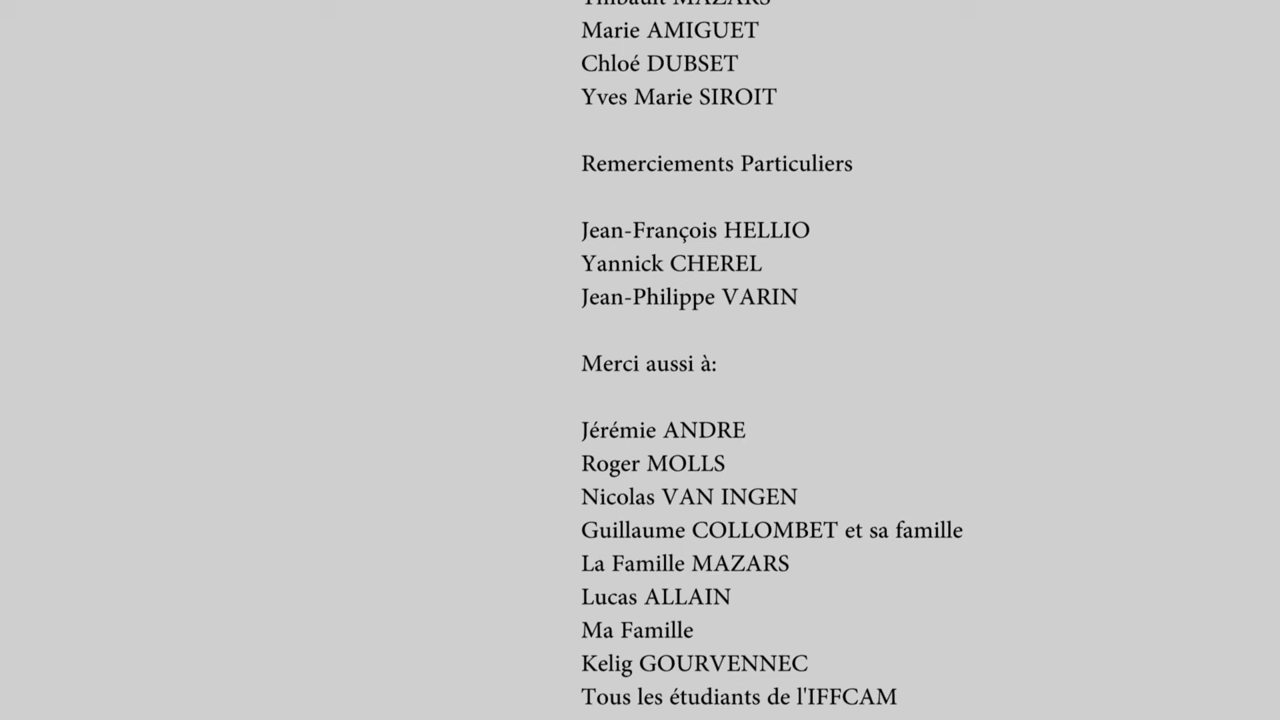 Thibault MAZARS
Marie AMIGUET
Chloé DUBSET
Yves Marie SIROIT
Remerciements Particuliers
Jean-François HELLIO
Yannick CHEREL
Jean-Philippe VARIN
Merci aussi à:
Jérémie ANDRE
Roger MOLLS
Nicolas VAN INGEN
Guillaume COLLOMBET et sa famille
La Famille MAZARS
Lucas ALLAIN
Ma Famille
Kelig GOURVENNEC
Tous les étudiants de l'IFFCAM